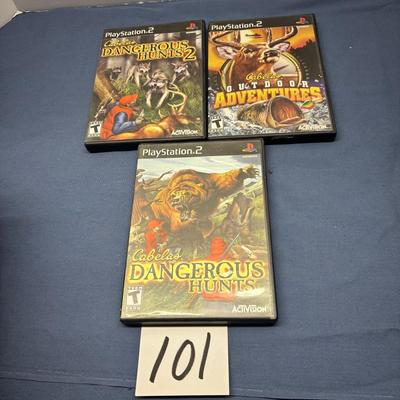 PlayStation 2
Cabela's
DANGEROUS
HUNTS 2
T
ACTIVISION
PlayStation 2
Cabela's
OUTDOOR
ADVENTURES
T
ACTIVISION
PlayStation 2
Cabela's
DANGEROUS
HUNTS
TEEN
T
ACTIVISION
101